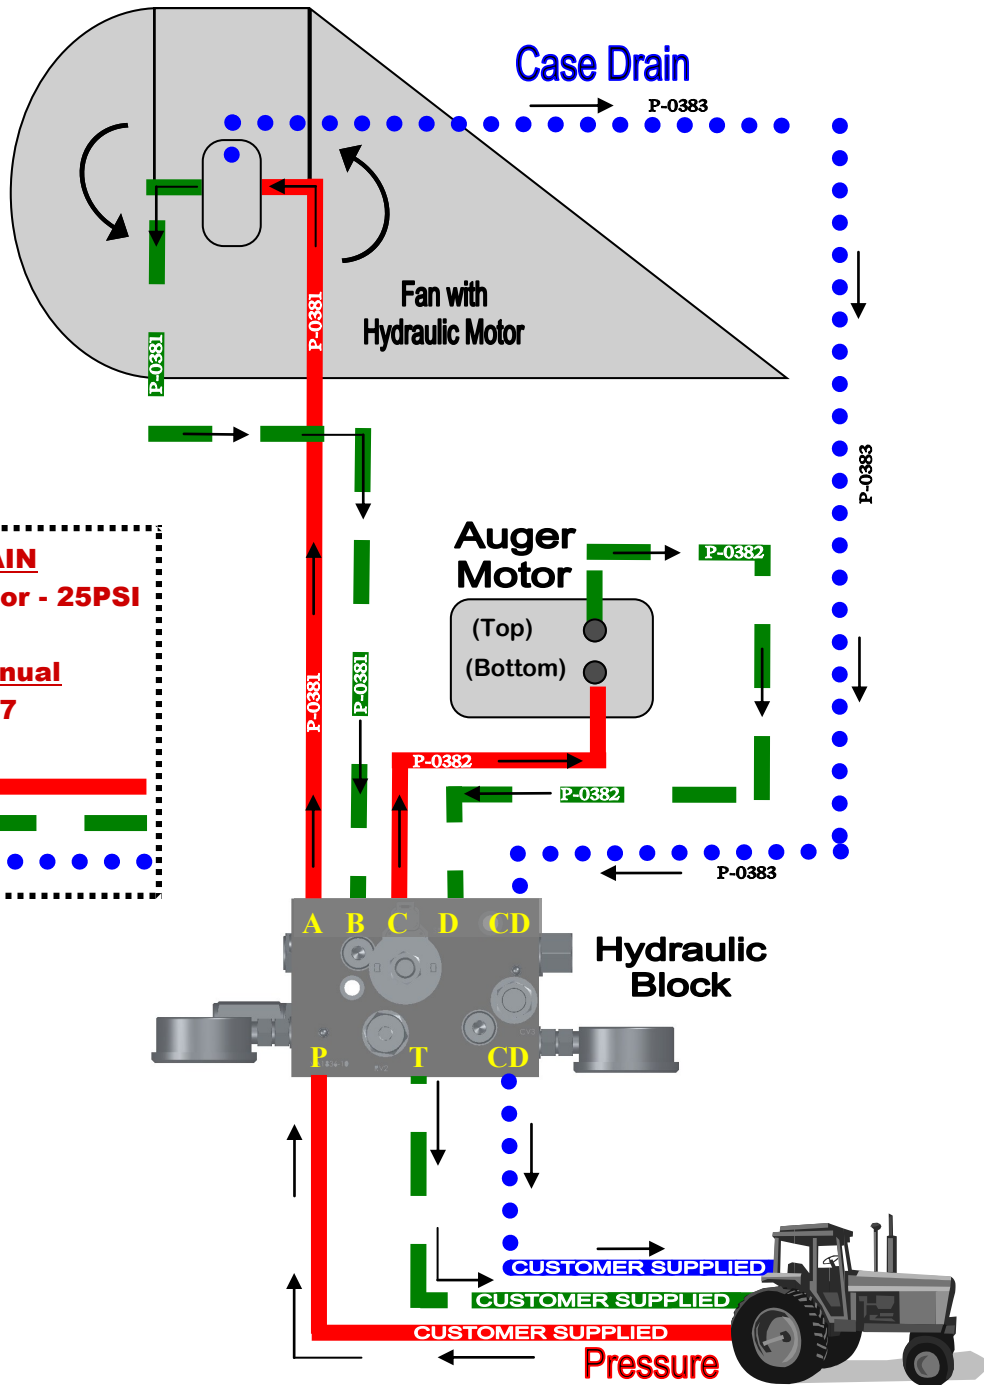 Case Drain
P-0383
P-0381
P-0381
Fan with
Hydraulic Motor
P-0383
AIN
or - 25PSI
nual
7
Auger
Motor
(Top)
(Bottom)
P-0382
P-0381
P-0381
P-0382
P-0382
P-0383
A B C D CD
Hydraulic
Block
P T CD
CUSTOMER SUPPLIED
CUSTOMER SUPPLIED
CUSTOMER SUPPLIED
Pressure